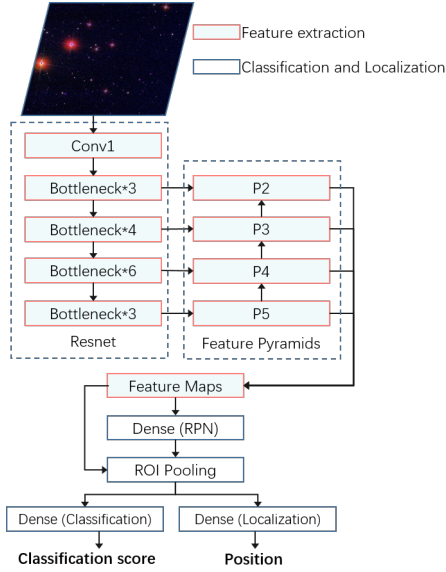 Feature extraction
Classification and Localization
Conv1
Bottleneck*3
P2
Bottleneck*4
P3
Bottleneck*6
P4
Bottleneck*3
P5
Resnet
Feature Pyramids
Feature Maps
Dense (RPN)
ROI Pooling
Dense (Classification)
Dense (Localization)
Classification score
Position